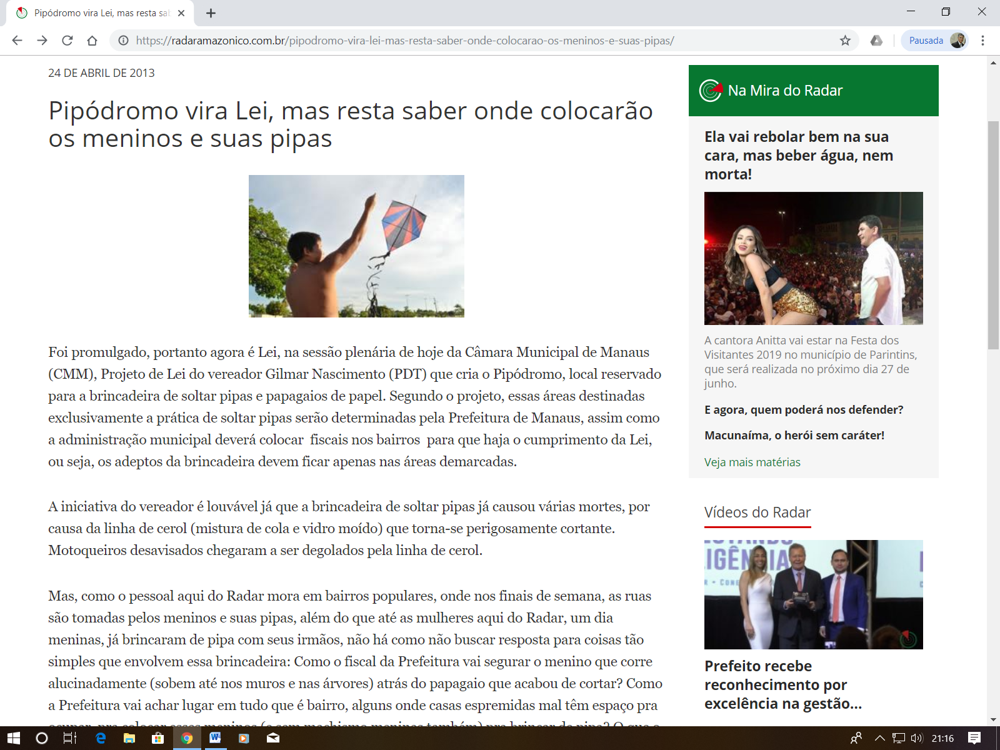 Pipódromo vira Lei, mas resta sab
https://radaramazonico.com.br/pipodromo-vira-lei-mas-resta-saber-onde-colocarao-os-meninos-e-suas-pipas/
Pausada
24 DE ABRIL DE 2013
Pipódromo vira Lei, mas resta saber onde colocarão
os meninos e suas pipas
Foi promulgado, portanto agora é Lei, na sessão plenária de hoje da Câmara Municipal de Manaus
(CMM), Projeto de Lei do vereador Gilmar Nascimento (PDT) que cria o Pipódromo, local reservado
para a brincadeira de soltar pipas e papagaios de papel. Segundo o projeto, essas áreas destinadas
exclusivamente a prática de soltar pipas serão determinadas pela Prefeitura de Manaus, assim como
a administração municipal deverá colocar  fiscais nos bairros  para que haja o cumprimento da Lei,
ou seja, os adeptos da brincadeira devem ficar apenas nas áreas demarcadas.
A iniciativa do vereador é louvável já que a brincadeira de soltar pipas já causou várias mortes, por
causa da linha de cerol (mistura de cola e vidro moído) que torna-se perigosamente cortante.
Motoqueiros desavisados chegaram a ser degolados pela linha de cerol.
Mas, como o pessoal aqui do Radar mora em bairros populares, onde nos finais de semana, as ruas
são tomadas pelos meninos e suas pipas, além do que até as mulheres aqui do Radar, um dia
meninas, já brincaram de pipa com seus irmãos, não há como não buscar resposta para coisas tão
simples que envolvem essa brincadeira: Como o fiscal da Prefeitura vai segurar o menino que corre
alucinadamente (sobem até nos muros e nas árvores) atrás do papagaio que acabou de cortar? Como
a Prefeitura vai achar lugar em tudo que é bairro, alguns onde casas espremidas mal têm espaço pra
Na Mira do Radar
Ela vai rebolar bem na sua
cara, mas beber água, nem
morta!
A cantora Anitta vai estar na Festa dos
Visitantes 2019 no município de Parintins,
que será realizada no próximo dia 27 de
junho.
E agora, quem poderá nos defender?
Macunaíma, o herói sem caráter!
Veja mais matérias
Vídeos do Radar
IGÊNCIA
Prefeito recebe
reconhecimento por
excelência na gestão...
21:16